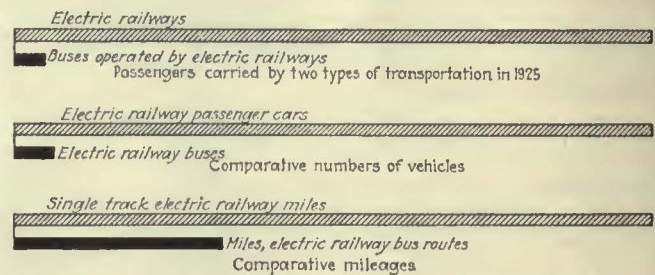 Electric railways
Buses operated by electric railways
Passengers carried by two types of transportation in 1925
Electric railway passenger cars
Electric railway buses
Comparative numbers of vehicles
Single track electric railway miles
Miles, electric railway bus routes
Comparative mileages